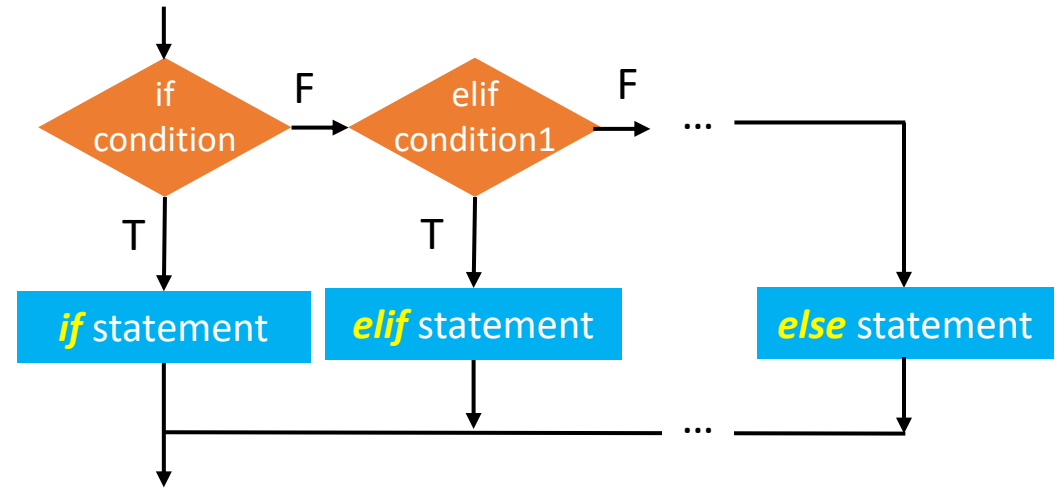 if
condition
F
elif
condition1
F
...
T
T
if statement
elif statement
else statement
...